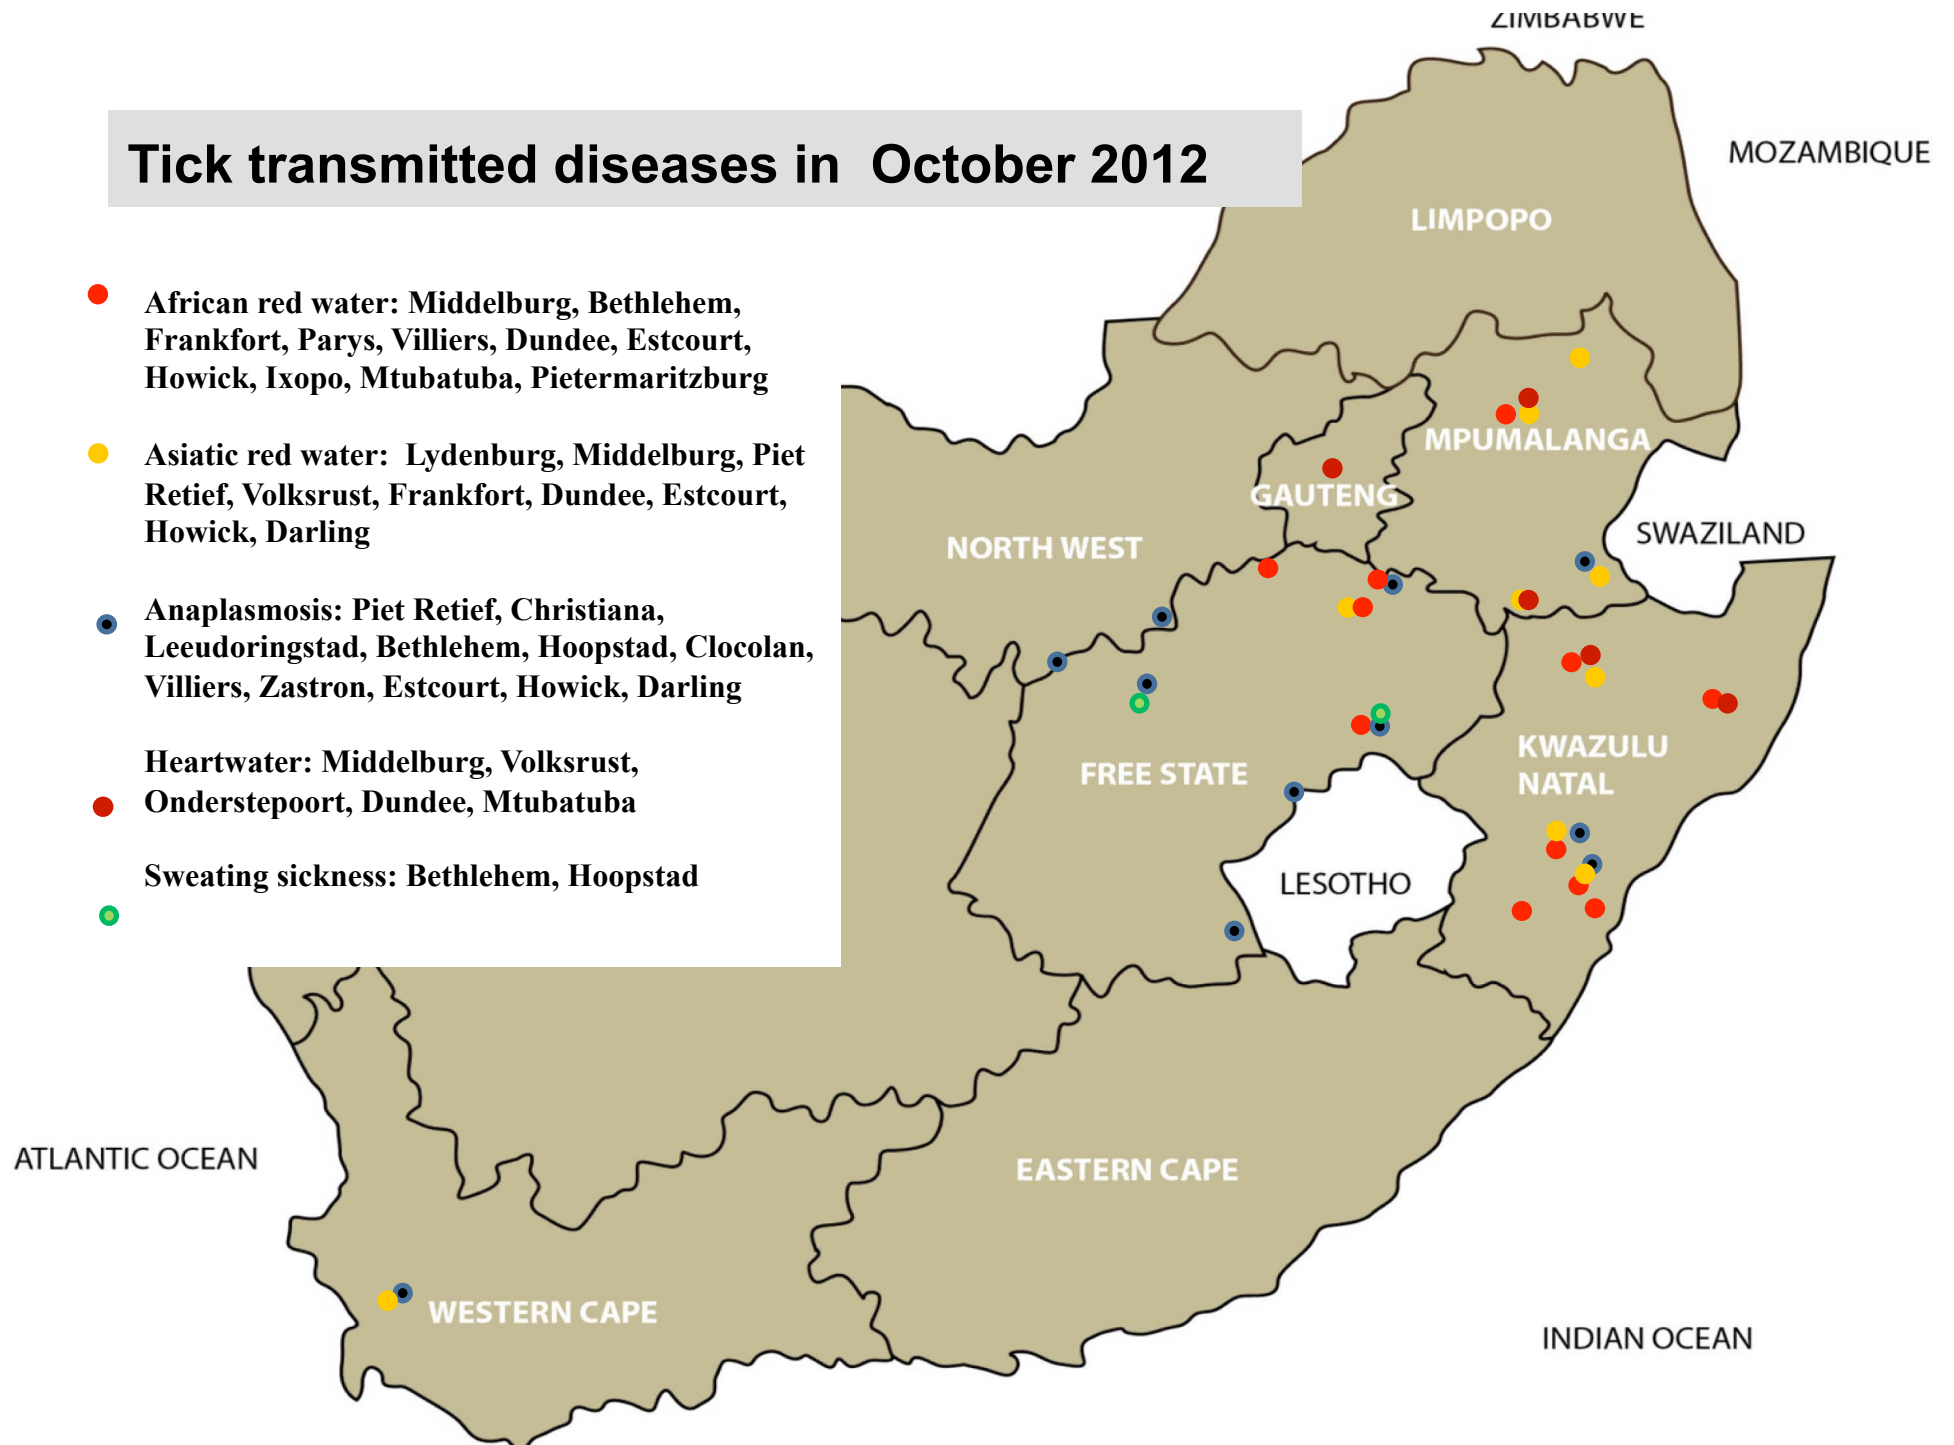 ZIMBABWE
Tick transmitted diseases in October 2012
MOZAMBIQUE
LIMPOPO
African red water: Middelburg, Bethlehem,
Frankfort, Parys, Villiers, Dundee, Estcourt,
Howick, Ixopo, Mtubatuba, Pietermaritzburg
Asiatic red water: Lydenburg, Middelburg, Piet
Retief, Volksrust, Frankfort, Dundee, Estcourt,
Howick, Darling
Anaplasmosis: Piet Retief, Christiana,
Leeudoringstad, Bethlehem, Hoopstad, Clocolan,
Villiers, Zastron, Estcourt, Howick, Darling
Heartwater: Middelburg, Volksrust,
Onderstepoort, Dundee, Mtubatuba
Sweating sickness: Bethlehem, Hoopstad
MPUMALANGA
GAUTENG
NORTH WEST
SWAZILAND
KWAZULU
NATAL
FREE STATE
LESOTHO
ATLANTIC OCEAN
EASTERN CAPE
WESTERN CAPE
INDIAN OCEAN